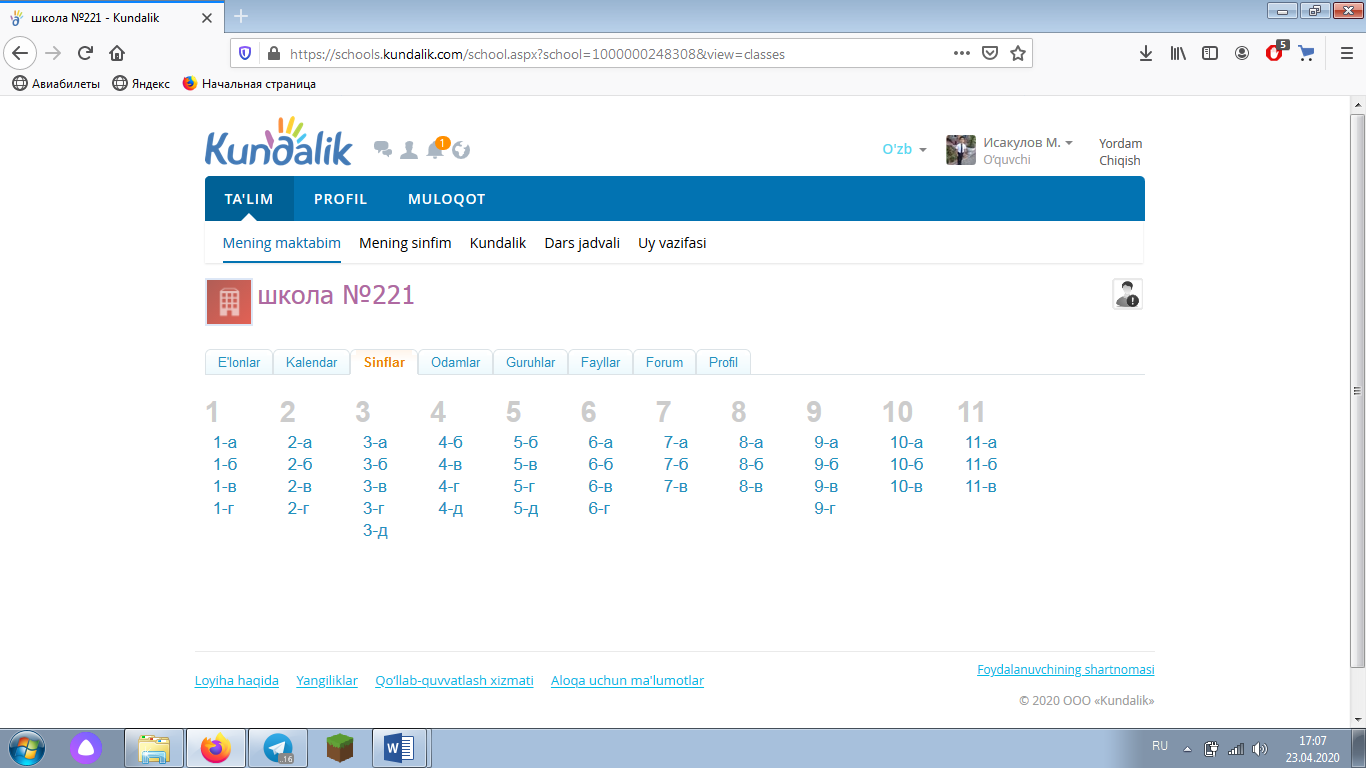 школа №221 - Kundalik
https://schools.kundalik.com/school.aspx?school=1000000248308&view=classes
5
Авиабилеты Яндекс Начальная страница
Kundalik 1 O'zb Исакулов М. Yordam
O'quvchi Chiqish
TA'LIM PROFIL MULOQOT
Mening maktabim Mening sinfim Kundalik Dars jadvali Uy vazifasi
школа №221
E'lonlar Kalendar Sinflar Odamlar Guruhlar Fayllar Forum Profil
1 2 3 4 5 6 7 8 9 10 11
1-а 2-а 3-а 4-б 5-б 6-а 7-а 8-а 9-а 10-а 11-а
1-б 2-б 3-б 4-в 5-в 6-б 7-б 8-б 9-б 10-б 11-б
1-в 2-в 3-в 4-г 5-г 6-в 7-в 8-в 9-в 10-в 11-в
1-г 2-г 3-г 4-д 5-д 6-г 9-г
3-д
Foydalanuvchining shartnomasi
Loyiha haqida Yangiliklar Qo'llab-quvvatlash xizmati Aloqa uchun ma'lumotlar
© 2020 ООО «Kundalik»
..16 RU 17:07
23.04.2020